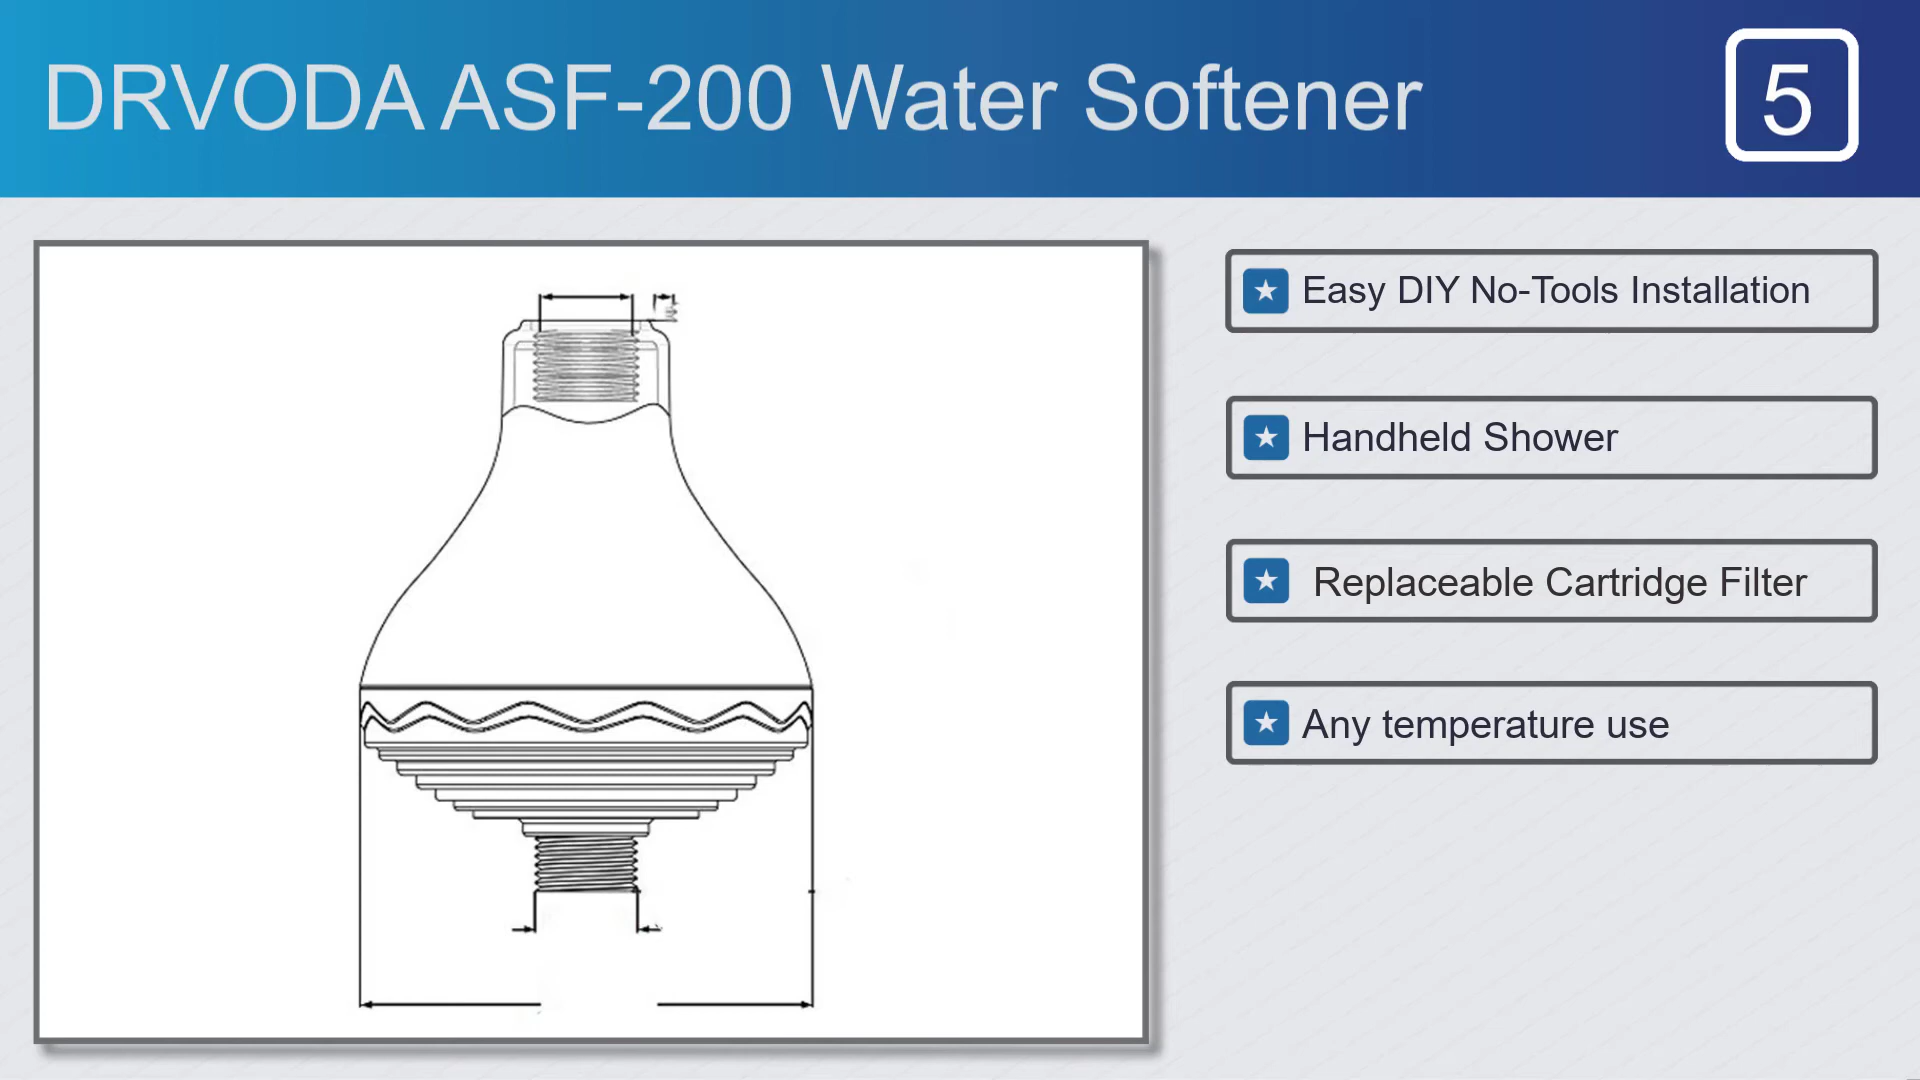 DRVODA ASF-200 Water Softener
5
Easy DIY No-Tools Installation
Handheld Shower
Replaceable Cartridge Filter
Any temperature use